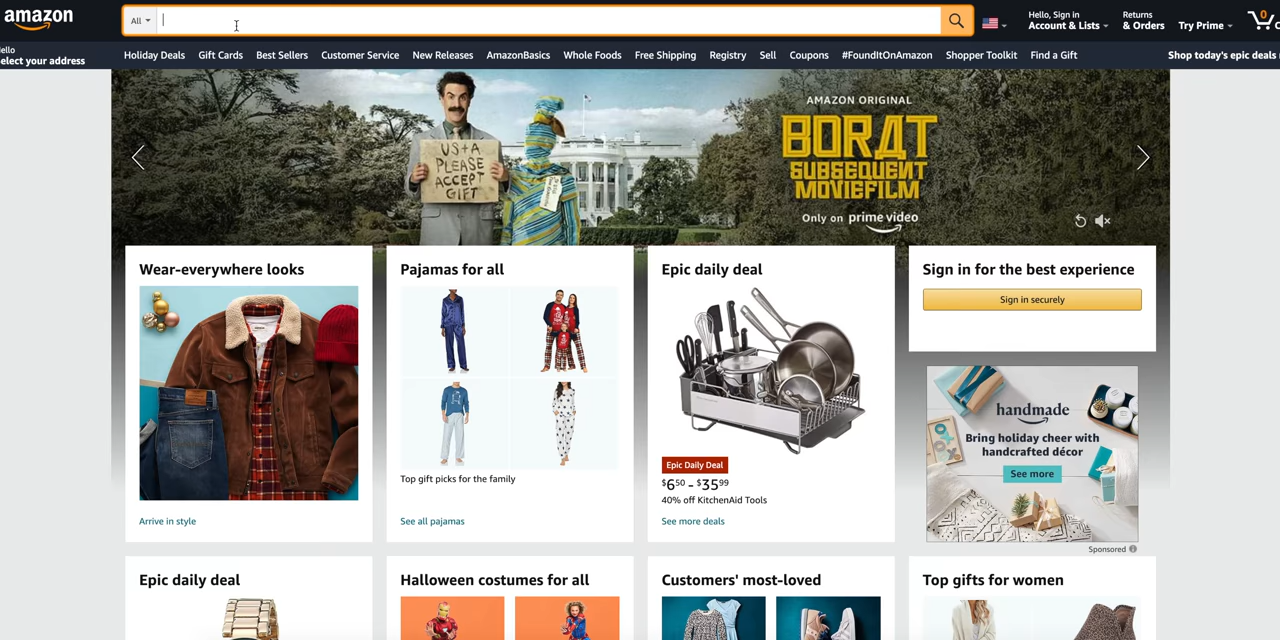 amazon
All
Hello, Sign in
Account & Lists
Returns
& Orders
Try Prime
0
elect your address
Holiday Deals
Gift Cards
Best Sellers
Customer Service
New Releases
AmazonBasics
Whole Foods
Free Shipping
Registry
Sell
Coupons
#FoundItOnAmazon
Shopper Toolkit
Find a Gift
Shop today's epic deals
US+A
PLEASE
ACCEPT
GIFT
AMAZON ORIGINAL
BORAT
SUBSEQUENT
MOVIEFILM
Only on prime video
Wear-everywhere looks
Arrive in style
Pajamas for all
Top gift picks for the family
See all pajamas
Epic daily deal
Epic Daily Deal
$6.50 - $35.99
40% off KitchenAid Tools
See more deals
Sign in for the best experience
Sign in securely
handmade
Bring holiday cheer with
handcrafted décor
See more
Sponsored
Epic daily deal
Halloween costumes for all
Customers' most-loved
Top gifts for women